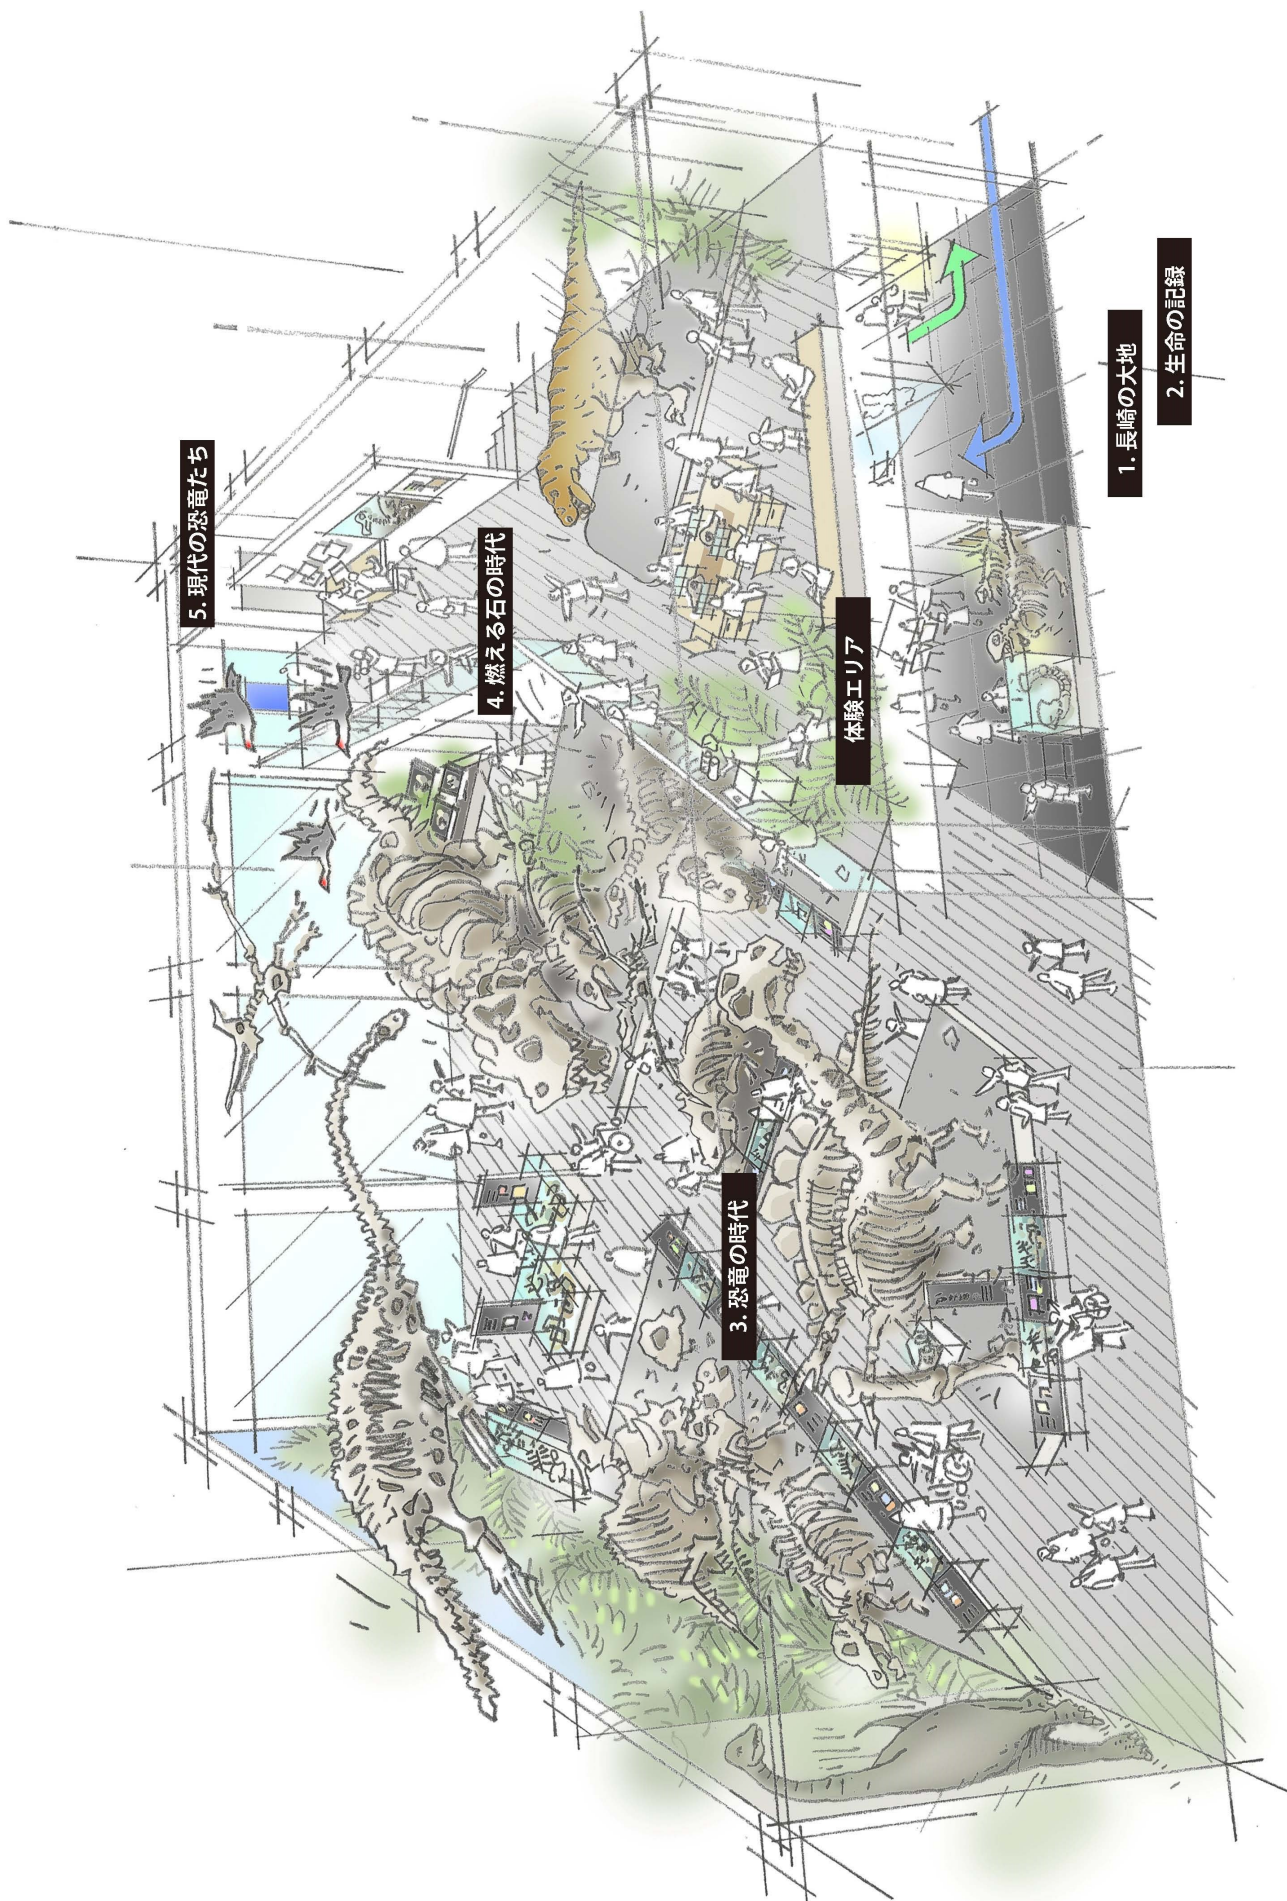 1. 長崎の大地
2. 生命の記録
3. 恐竜の時代
4. 燃える石の時代
5. 現代の恐竜たち
体験エリア